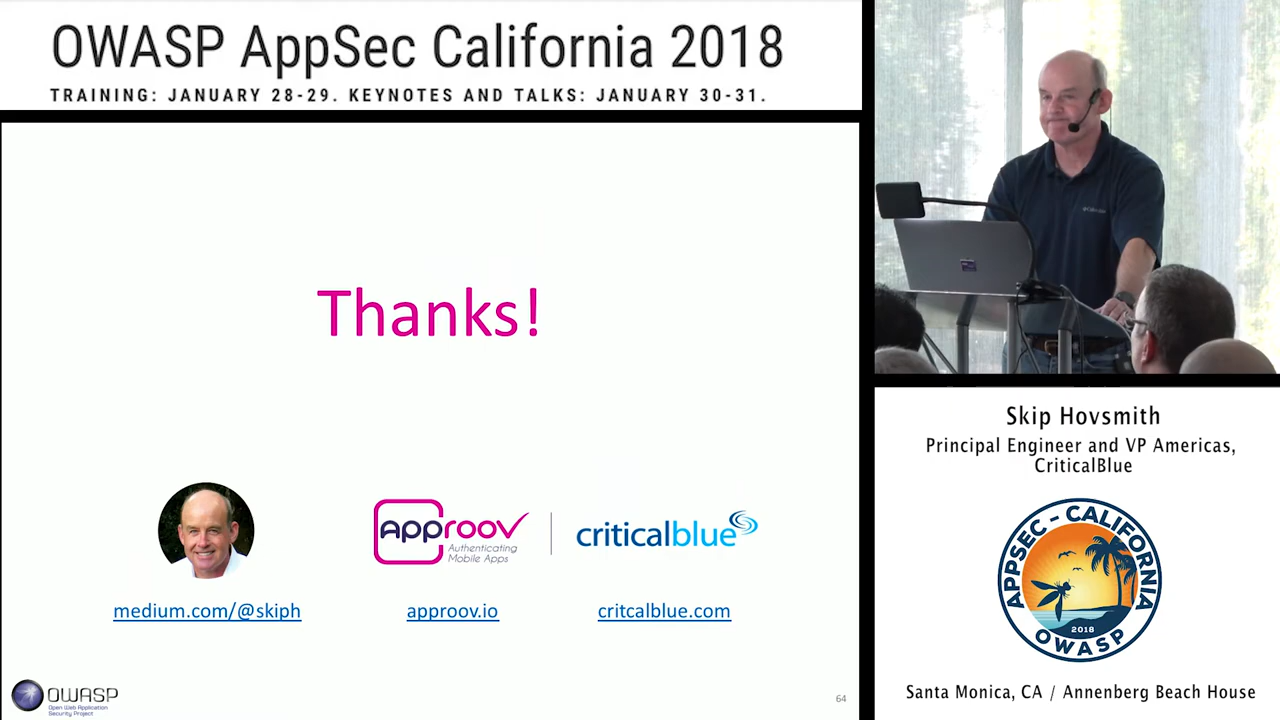 OWASP AppSec California 2018
TRAINING: JANUARY 28-29. KEYNOTES AND TALKS: JANUARY 30-31.
Thanks!
Approov
Authenticating
Mobile Apps
criticalblue
medium.com/@skiph
approov.io
critcalblue.com
OWASP
Open Web Application
Security Project
64
Skip Hovsmith
Principal Engineer and VP Americas,
CriticalBlue
APPSEC - CALIFORNIA
2018
OWASP
Santa Monica, CA / Annenberg Beach House